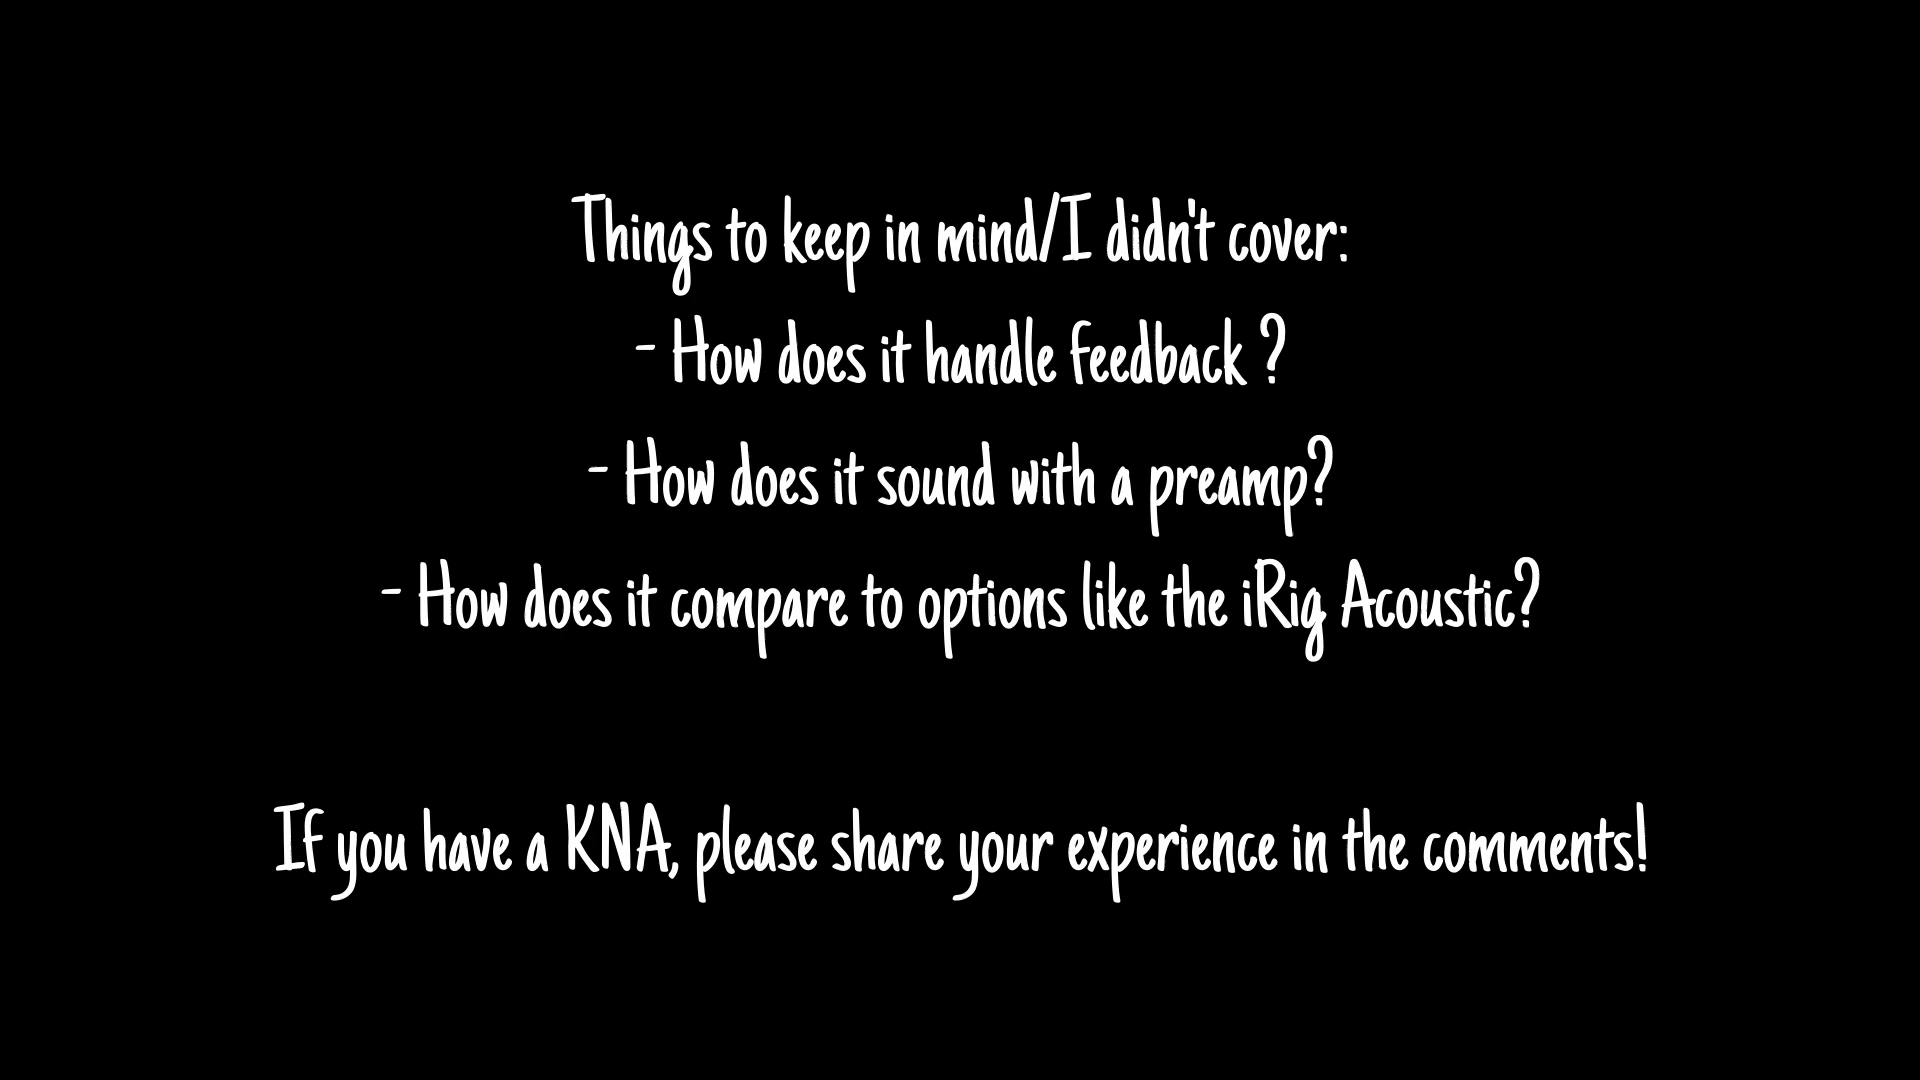 Things to keep in mind/I didn't cover:
- How does it handle feedback ?
- How does it sound with a preamp?
- How does it compare to options like the iRig Acoustic?
If you have a KNA, please share your experience in the comments!